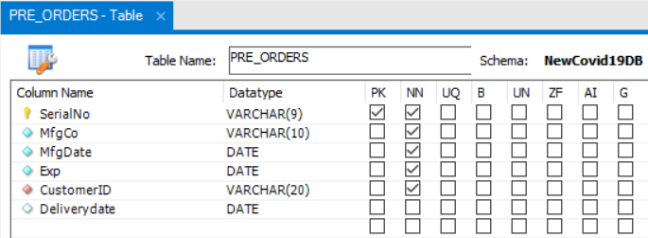 PRE_ORDERS - Table ×
Table Name: PRE_ORDERS Schema: NewCovid19DB
Column Name Datatype PK NN UQ B UN ZF AI G
SerialNo VARCHAR(9)
MfgCo VARCHAR(10)
MfgDate DATE
Exp DATE
CustomerID VARCHAR(20)
Deliverydate DATE